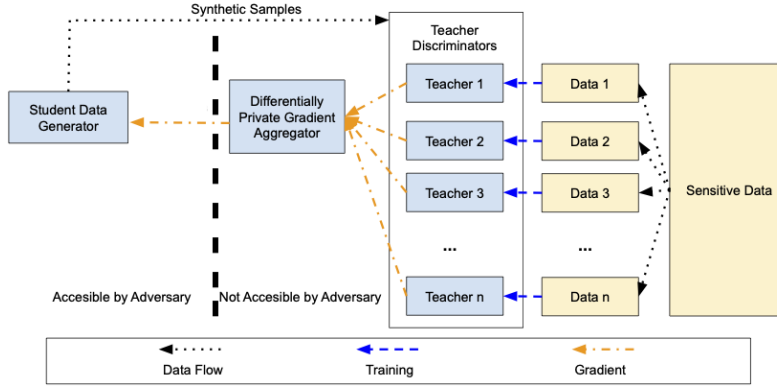 Synthetic Samples
Teacher
Discriminators
Student Data
Generator
Differentially
Private Gradient
Aggregator
Teacher 1
Data 1
Teacher 2
Data 2
Teacher 3
Data 3
Sensitive Data
...
...
Teacher n
Data n
Accesible by Adversary
Not Accesible by Adversary
Data Flow
Training
Gradient